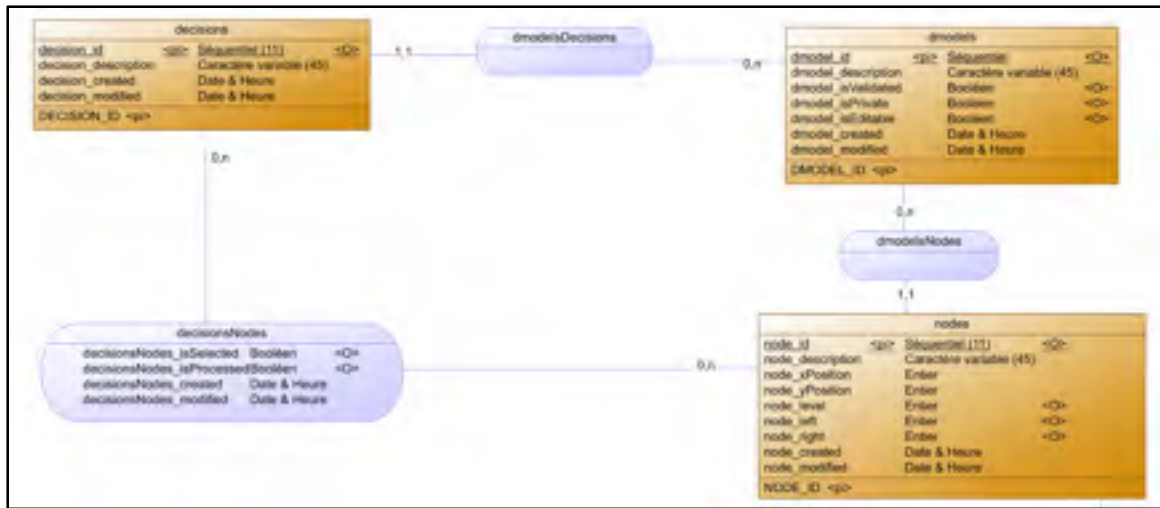 decisions
decision_id <pi> Séquentiel (11) <O>
decision_description Caractère variable (45)
decision_created Date & Heure
decision_modified Date & Heure
DECISION_ID <pi>
1,1
dmodelsDecisions
0,n
dmodels
dmodel_id <pi> Séquentiel <O>
dmodel_description Caractère variable (45)
dmodel_isValidated Booléen <O>
dmodel_isPrivate Booléen <O>
dmodel_isEditable Booléen <O>
dmodel_created Date & Heure
dmodel_modified Date & Heure
DMODEL_ID <pi>
0,n
0,n
dmodelsNodes
1,1
decisionsNodes
decisionsNodes_isSelected Booléen <O>
decisionsNodes_isProcessed Booléen <O>
decisionsNodes_created Date & Heure
decisionsNodes_modified Date & Heure
0,n
nodes
node_id <pi> Séquentiel (11) <O>
node_description Caractère variable (45)
node_xPosition Entier
node_yPosition Entier
node_level Entier <O>
node_left Entier <O>
node_right Entier <O>
node_created Date & Heure
node_modified Date & Heure
NODE_ID <pi>